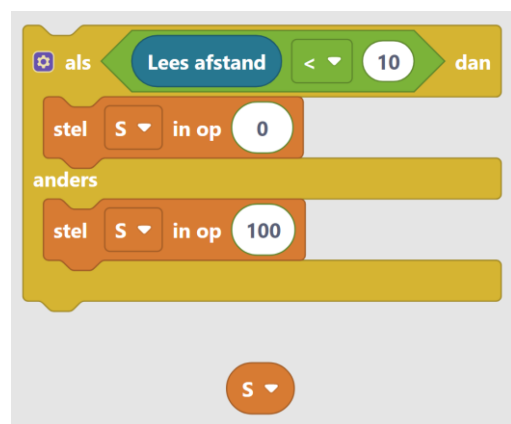 als Lees afstand < 10 dan
stel S in op 0
anders
stel S in op 100
S